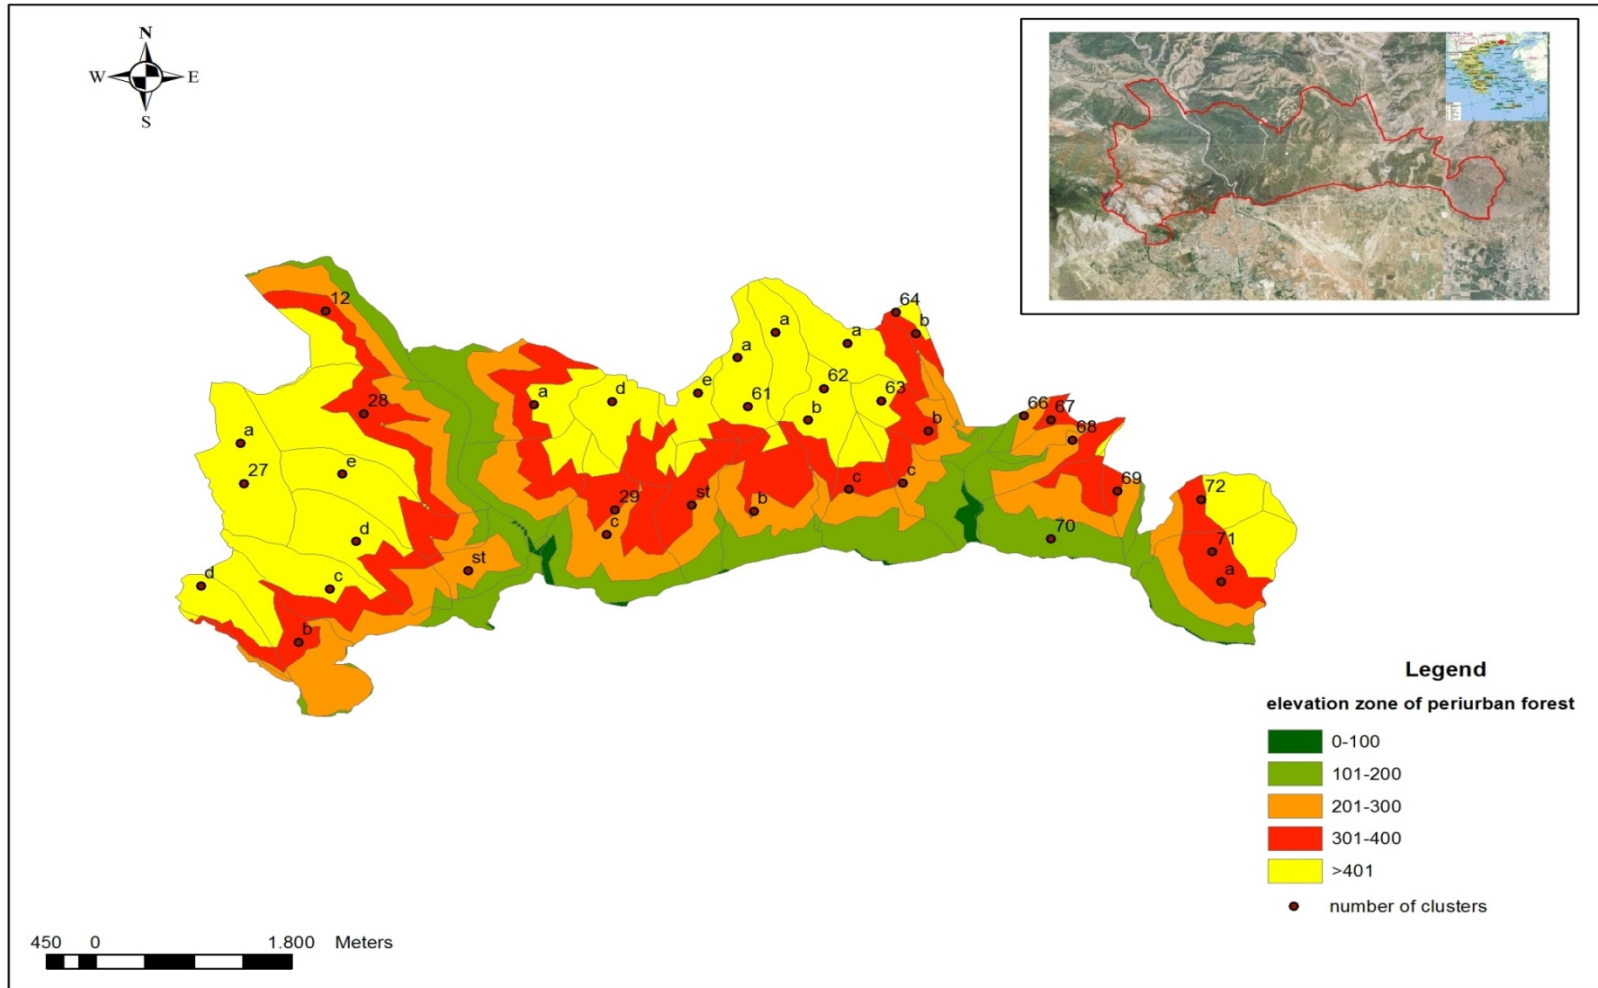 N
W E
S
12
64
b
a
a
a
62
63
61
b
e
d
a
28
a
27
e
b
66
67
68
69
c
c
st
b
29
c
72
71
a
70
d
st
d
c
b
Legend
elevation zone of periurban forest
0-100
101-200
201-300
301-400
>401
number of clusters
450 0 1.800 Meters